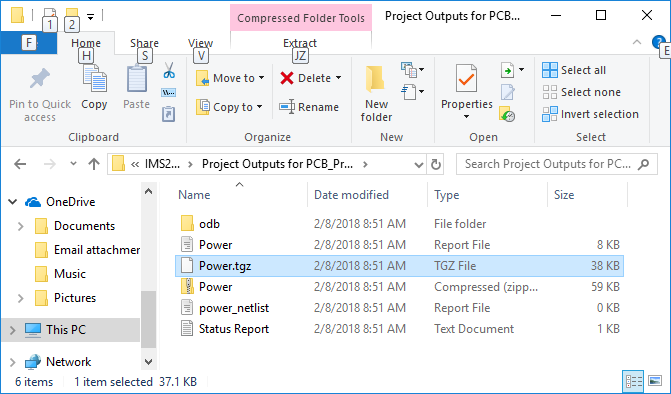 1 2 Compressed Folder Tools Project Outputs for PCB...
F Home Share View Extract
H S V JZ E
Pin to Quick access
Copy
Paste
Clipboard
Move to
Copy to
Delete
Rename
Organize
New folder
New
Properties
Open
Select all
Select none
Invert selection
Select
« IMS2... Project Outputs for PCB_Pr...
Search Project Outputs for PC...
OneDrive
Documents
Email attachment
Music
Pictures
This PC
Network
Name Date modified Type Size
odb 2/8/2018 8:51 AM File folder
Power 2/8/2018 8:51 AM Report File 8 KB
Power.tgz 2/8/2018 8:51 AM TGZ File 38 KB
Power 2/8/2018 8:51 AM Compressed (zipp... 59 KB
power_netlist 2/8/2018 8:51 AM Report File 0 KB
Status Report 2/8/2018 8:51 AM Text Document 1 KB
6 items 1 item selected 37.1 KB